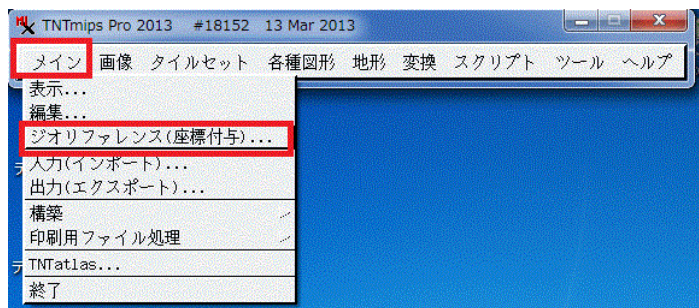 TNTmips Pro 2013 #18152 13 Mar 2013
メイン 画像 タイルセット 各種図形 地形 変換 スクリプト ツール ヘルプ
表示...
編集...
ジオリファレンス(座標付与)...
入力(インポート)...
出力(エクスポート)...
構築
印刷用ファイル処理
TNTatlas...
終了